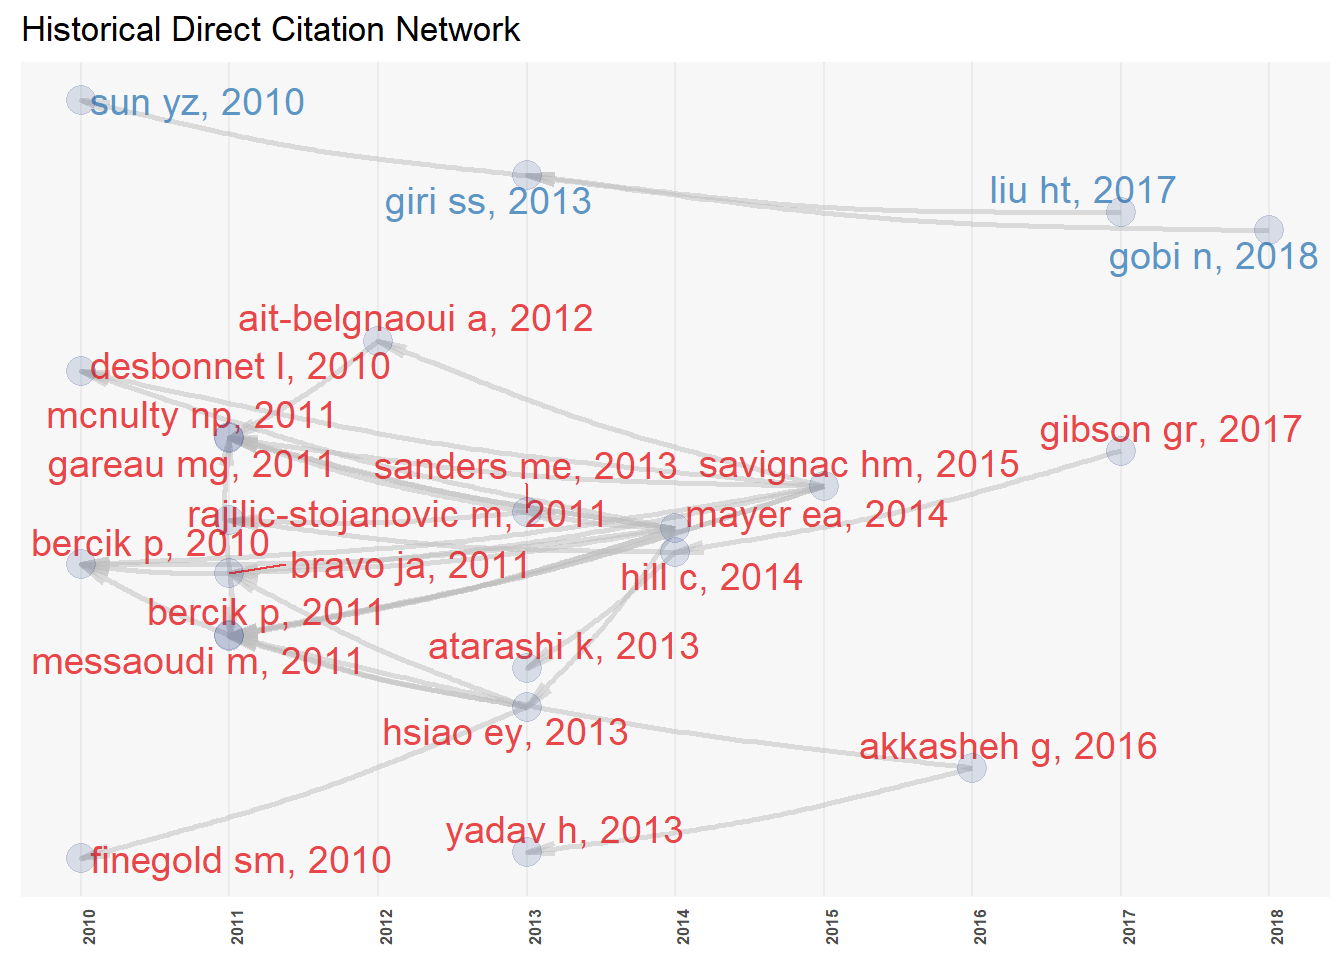 Historical Direct Citation Network
sun yz, 2010
liu ht, 2017
giri ss, 2013
gobi n, 2018
ait-belgnaoui a, 2012
desbonnet l, 2010
mcnulty np, 2011
gibson gr, 2017
gareau mg, 2011
sanders me, 2013
savignac hm, 2015
rajilic-stojanovic m, 2011
mayer ea, 2014
bercik p, 2010
bravo ja, 2011
hill c, 2014
bercik p, 2011
atarashi k, 2013
messaoudi m, 2011
hsiao ey, 2013
akkasheh g, 2016
yadav h, 2013
finegold sm, 2010
2010
2011
2012
2013
2014
2015
2016
2017
2018